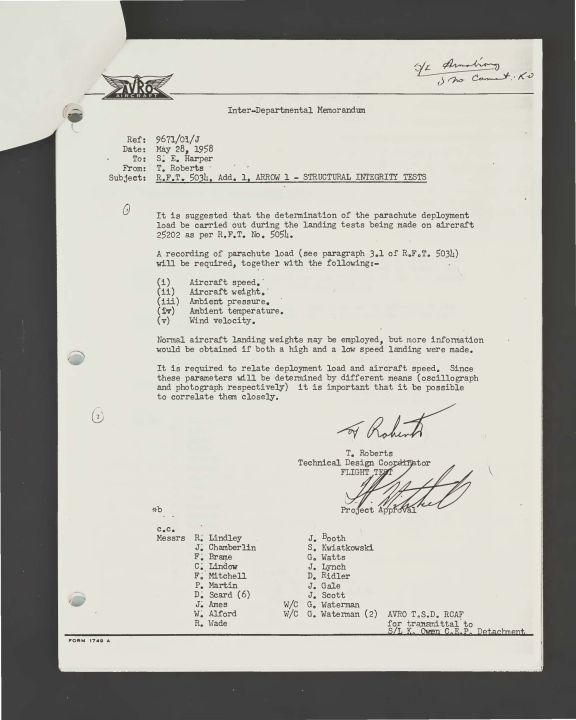 S/L Armstrong
No Comment. KO
AVRO
AIRCRAFT
Inter-Departmental Memorandum
Ref: 9671/01/J
Date: May 28, 1958
To: S. E. Harper
From: T. Roberts
Subject: R.F.T. 5034, Add. 1, ARROW 1 - STRUCTURAL INTEGRITY TESTS
It is suggested that the determination of the parachute deployment
load be carried out during the landing tests being made on aircraft
25202 as per R.F.T. No. 5054.
A recording of parachute load (see paragraph 3.1 of R.F.T. 5034)
will be required, together with the following:-
(i) Aircraft speed.
(ii) Aircraft weight.
(iii) Ambient pressure.
(iv) Ambient temperature.
(v) Wind velocity.
Normal aircraft landing weights may be employed, but more information
would be obtained if both a high and a low speed landing were made.
It is required to relate deployment load and aircraft speed. Since
these parameters will be determined by different means (oscillograph
and photograph respectively) it is important that it be possible
to correlate them closely.
T Roberts
T. Roberts
Technical Design Coordinator
FLIGHT TEST
Project Approval
*b
c.c.
Messrs R. Lindley J. Booth
J. Chamberlin S. Kwiatkowski
F. Brame G. Watts
C. Lindow J. Lynch
F. Mitchell D. Ridler
P. Martin J. Gale
D. Scard (6) J. Scott
J. Ames W/C G. Waterman
W. Alford W/C G. Waterman (2) AVRO T.S.D. RCAF
R. Wade for transmittal to
S/L K. Owen C.E.P. Detachment
FORM 1749 A